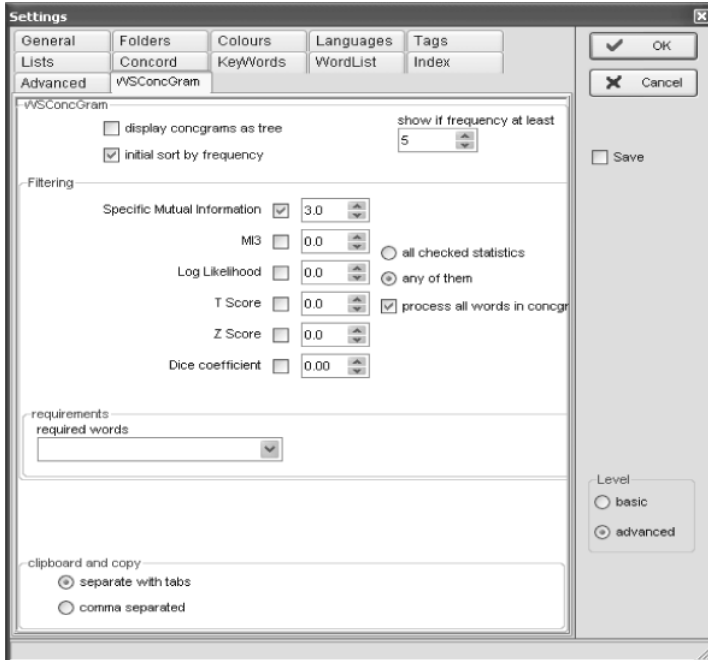 Settings
General Folders Colours Languages Tags
Lists Concord KeyWords WordList Index
Advanced WSConcGram
OK
Cancel
Save
WSConcGram
display concgrams as tree
initial sort by frequency
show if frequency at least
5
Filtering
Specific Mutual Information 3.0
MI3 0.0
all checked statistics
Log Likelihood 0.0
any of them
T Score 0.0
process all words in concgr
Z Score 0.0
Dice coefficient 0.00
requirements
required words
Level
basic
advanced
clipboard and copy
separate with tabs
comma separated